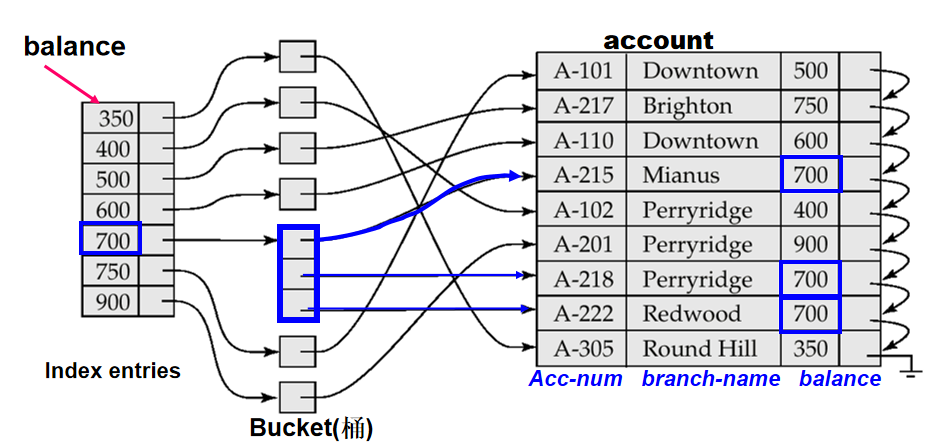 balance
350
400
500
600
700
750
900
Index entries
Bucket(桶)
account
A-101 Downtown 500
A-217 Brighton 750
A-110 Downtown 600
A-215 Mianus 700
A-102 Perryridge 400
A-201 Perryridge 900
A-218 Perryridge 700
A-222 Redwood 700
A-305 Round Hill 350
Acc-num branch-name balance